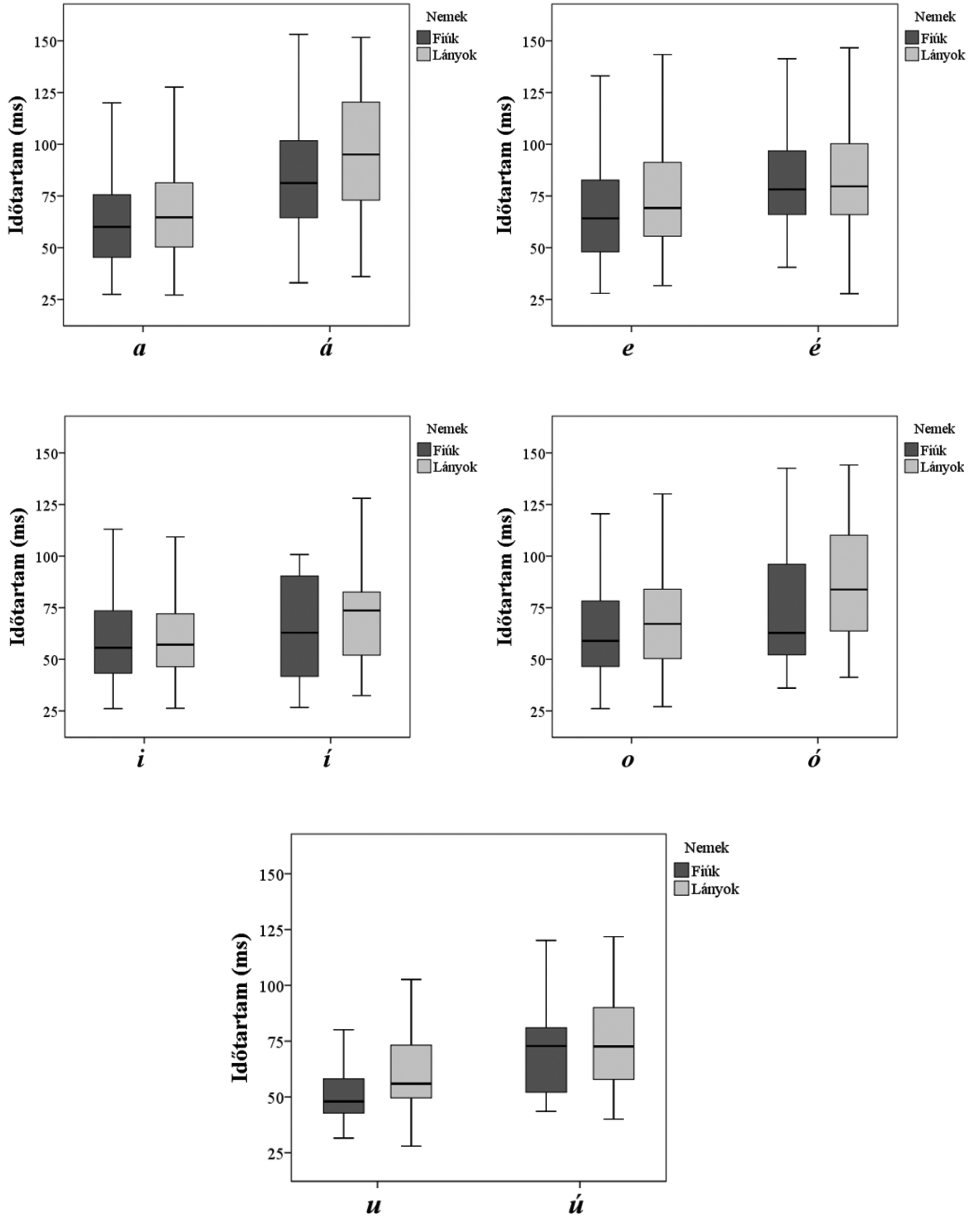 Nemek
Fiúk
Lányok
Időtartam (ms)
150
125
100
75
50
25
a á
Nemek
Fiúk
Lányok
Időtartam (ms)
150
125
100
75
50
25
e é
Nemek
Fiúk
Lányok
Időtartam (ms)
150
125
100
75
50
25
i í
Nemek
Fiúk
Lányok
Időtartam (ms)
150
125
100
75
50
25
o ó
Nemek
Fiúk
Lányok
Időtartam (ms)
150
125
100
75
50
25
u ú